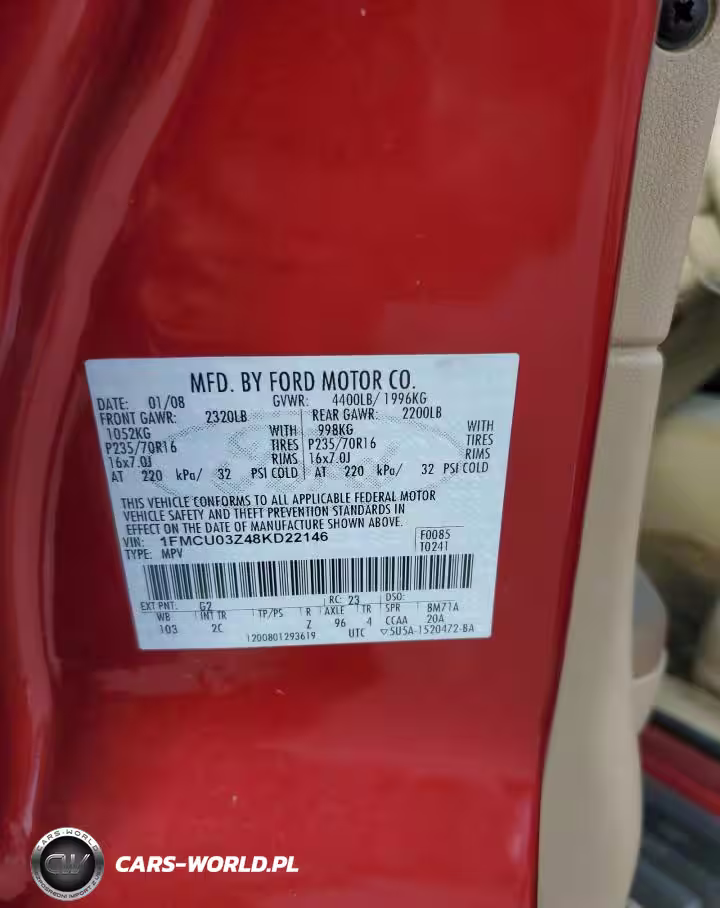 MFD. BY FORD MOTOR CO.
DATE: 01/08 GVWR: 4400LB/ 1996KG
FRONT GAWR: 2320LB REAR GAWR: 2200LB
1052KG WITH 998KG WITH
P235/70R16 TIRES P235/70R16 TIRES
16x7.0J RIMS 16x7.0J RIMS
AT 220 kPa/ 32 PSI COLD AT 220 kPa/ 32 PSI COLD
THIS VEHICLE CONFORMS TO ALL APPLICABLE FEDERAL MOTOR
VEHICLE SAFETY AND THEFT PREVENTION STANDARDS IN
EFFECT ON THE DATE OF MANUFACTURE SHOWN ABOVE.
VIN: 1FMCU03Z48KD22146 F0085
TYPE: MPV T0241
EXT PNT: G2 RC: 23 DSO:
WB INT TR TP/PS R AXLE TR SPR 8M71A
103 2C Z 96 4 CCAA 20A
1200801293619 UTC ▽5U5A-1520472-BA
CARS-WORLD
CARS-WORLD.PL